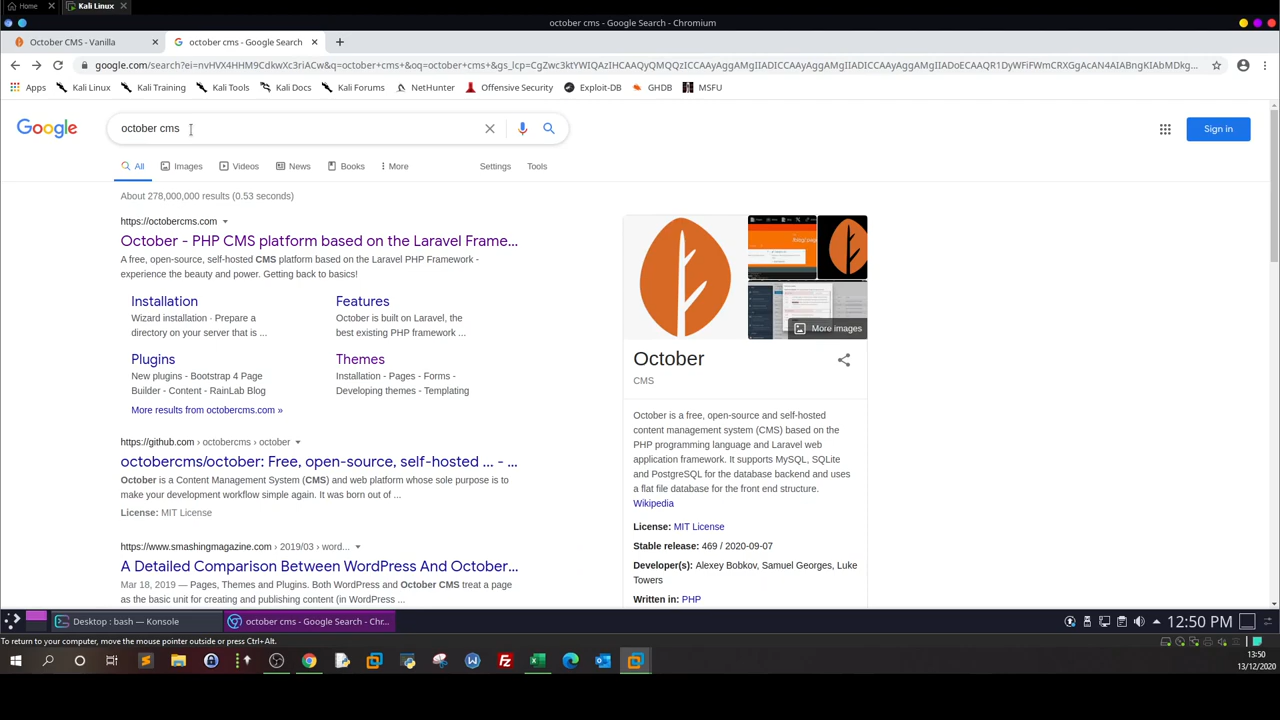 Home
Kali Linux
october cms - Google Search - Chromium
October CMS - Vanilla
october cms - Google Search
google.com/search?ei=nvHVX4HHM9CdkwXc3riACw&q=october+cms+&oq=october+cms+&gs_lcp=CgZwc3ktYWIQAzIHCAAQyQMQQzICCAAyAggAMgIIADICCAAyAggAMgIIADICCAAyAggAMgIIADoECAAQR1DyWFiFWmCRXGgAcAN4AIABbngKIAbMDkg...
Apps
Kali Linux
Kali Training
Kali Tools
Kali Docs
Kali Forums
NetHunter
Offensive Security
Exploit-DB
GHDB
MSFU
Google
october cms
Sign in
All
Images
Videos
News
Books
More
Settings
Tools
About 278,000,000 results (0.53 seconds)
https://octobercms.com
October - PHP CMS platform based on the Laravel Frame...
A free, open-source, self-hosted CMS platform based on the Laravel PHP Framework -
experience the beauty and power. Getting back to basics!
Installation
Wizard installation · Prepare a
directory on your server that is ...
Features
October is built on Laravel, the
best existing PHP framework ...
Plugins
New plugins - Bootstrap 4 Page
Builder - Content - RainLab Blog
Themes
Installation - Pages - Forms -
Developing themes - Templating
More results from octobercms.com »
https://github.com › octobercms › october
octobercms/october: Free, open-source, self-hosted ... - ...
October is a Content Management System (CMS) and web platform whose sole purpose is to
make your development workflow simple again. It was born out of ...
License: MIT License
https://www.smashingmagazine.com › 2019/03 › word...
A Detailed Comparison Between WordPress And October...
Mar 18, 2019 — Pages, Themes and Plugins. Both WordPress and October CMS treat a page
as the basic unit for creating and publishing content (in WordPress ...
More images
October
CMS
October is a free, open-source and self-hosted
content management system (CMS) based on the
PHP programming language and Laravel web
application framework. It supports MySQL, SQLite
and PostgreSQL for the database backend and uses
a flat file database for the front end structure.
Wikipedia
License: MIT License
Stable release: 469 / 2020-09-07
Developer(s): Alexey Bobkov, Samuel Georges, Luke
Towers
Written in: PHP
Desktop : bash — Konsole
october cms - Google Search - Chr...
12:50 PM
To return to your computer, move the mouse pointer outside or press Ctrl+Alt.
13:50
13/12/2020